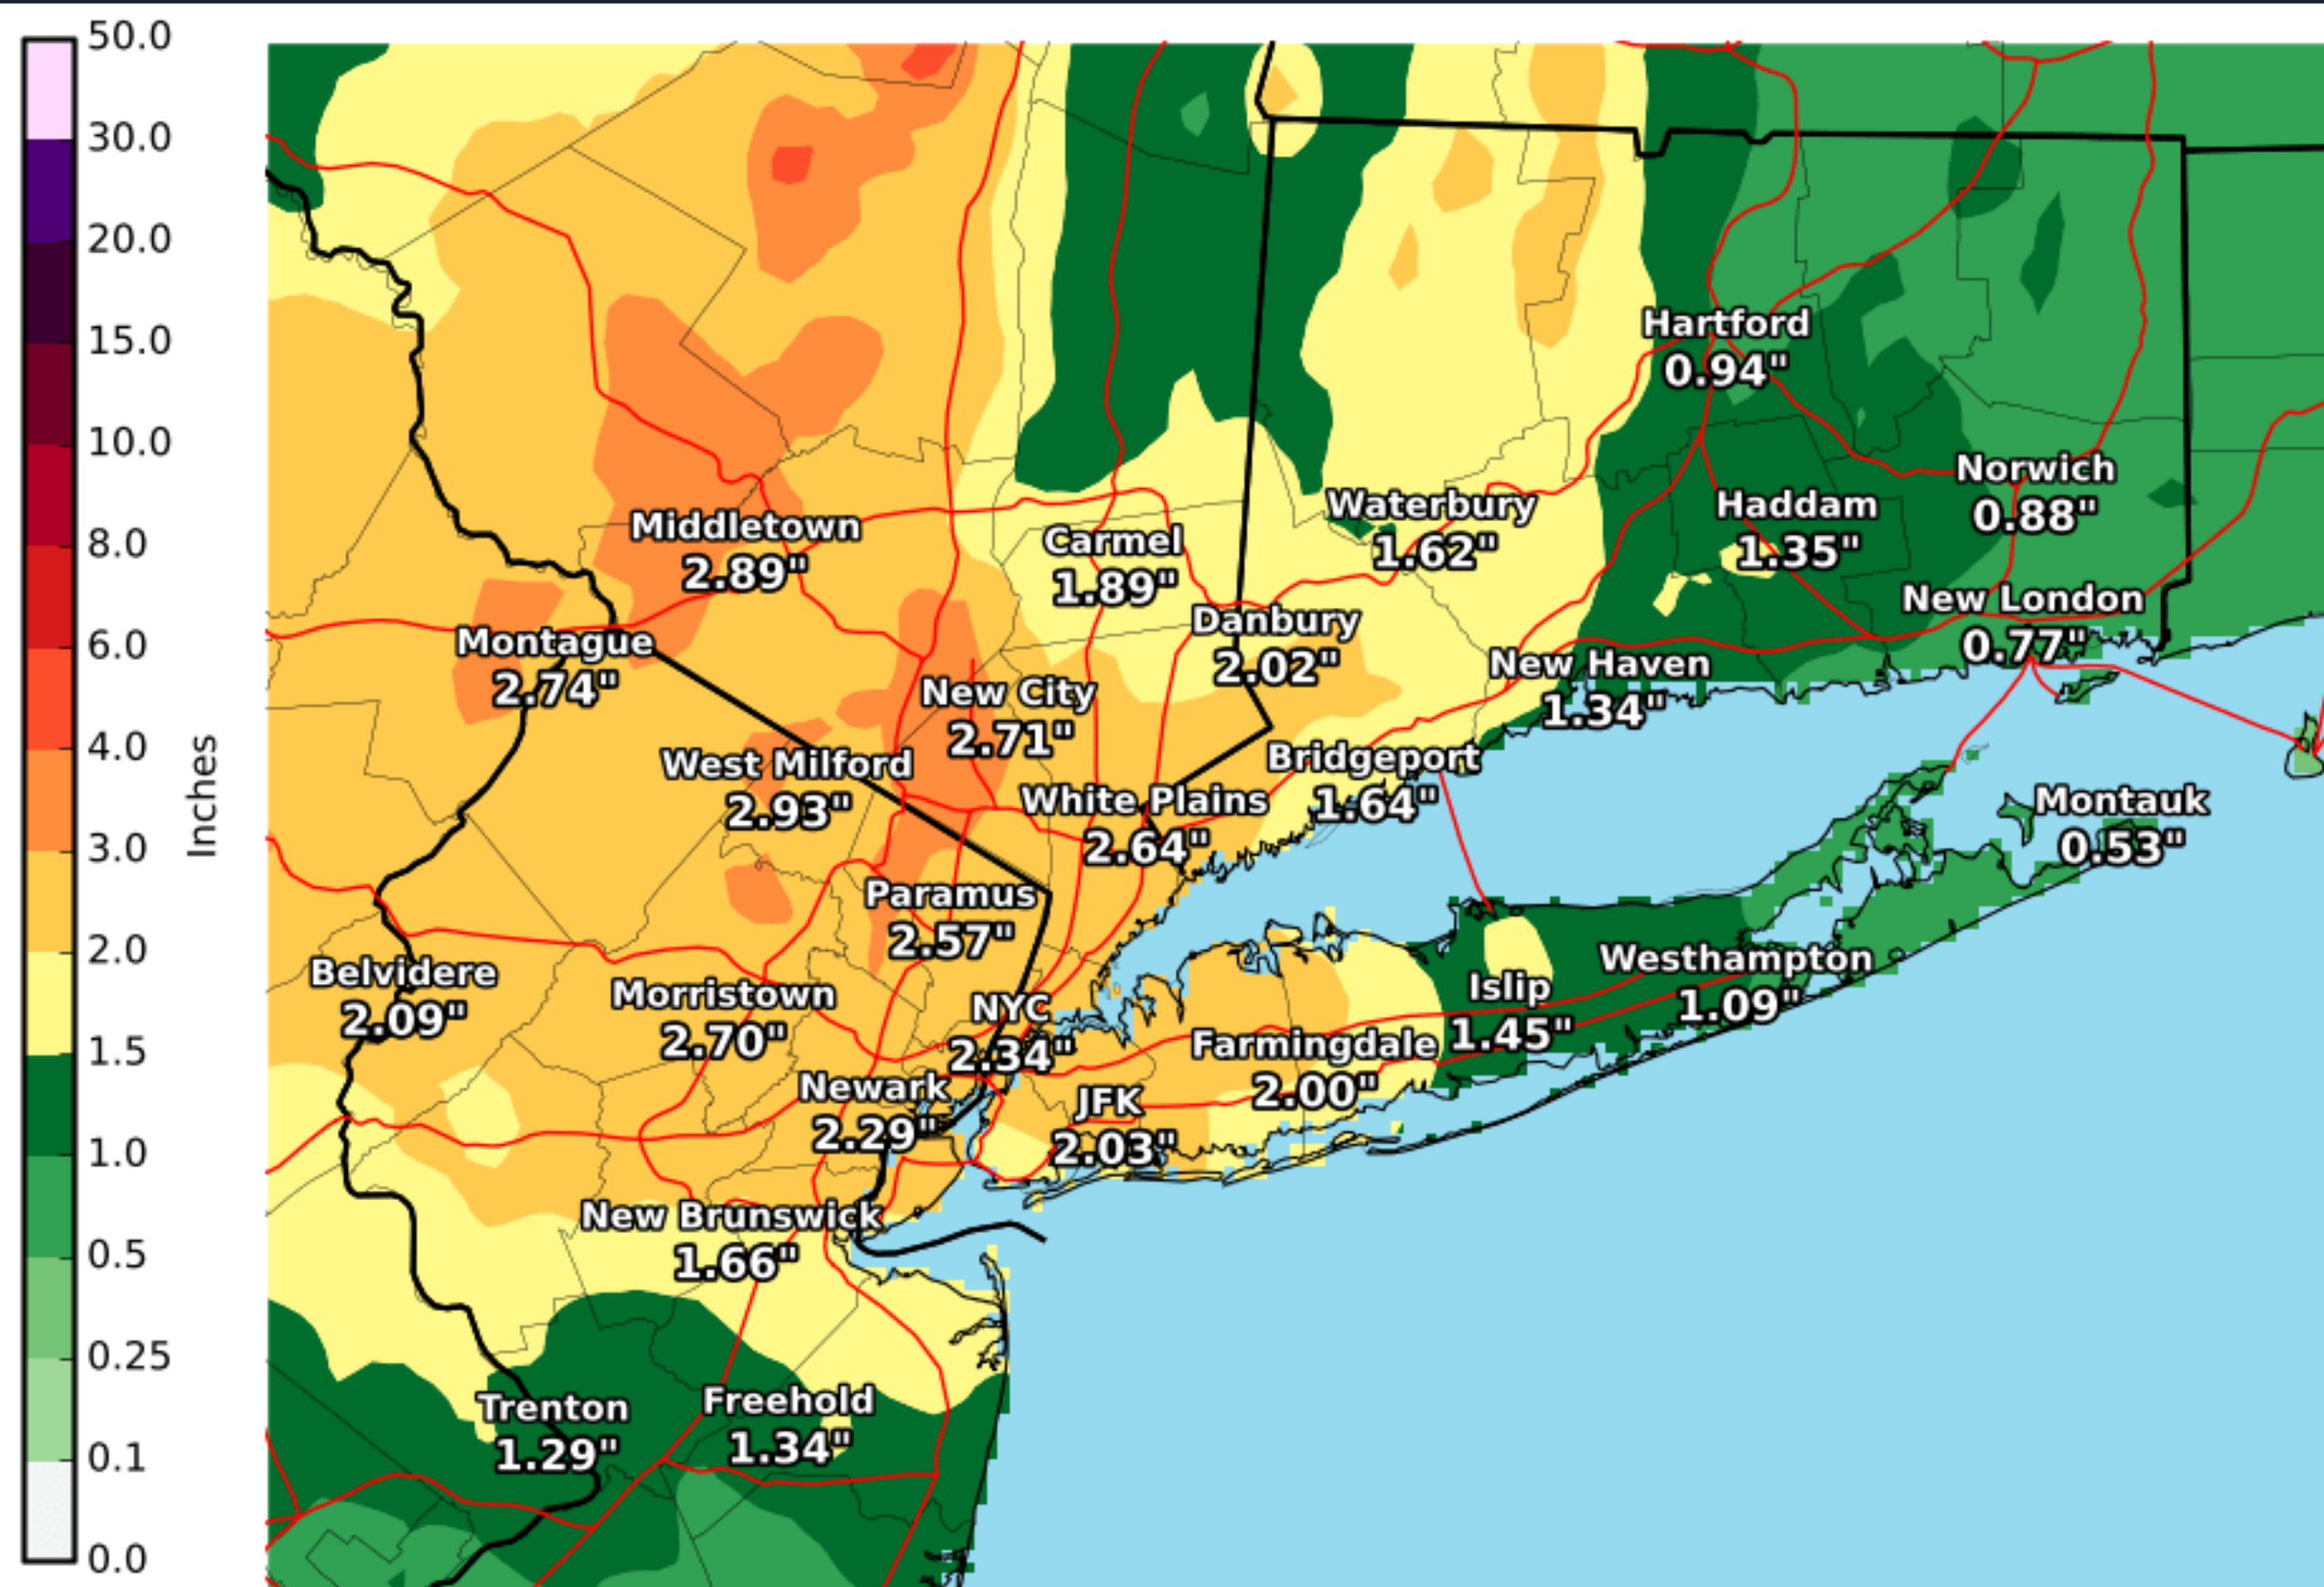 50.0
30.0
20.0
15.0
10.0
8.0
6.0
4.0
3.0
2.0
1.5
1.0
0.5
0.25
0.1
0.0
Inches
Hartford
0.94"
Norwich
0.88"
Waterbury
1.62"
Haddam
1.35"
Middletown
2.89"
Carmel
1.89"
New London
0.77"
Danbury
2.02"
Montague
2.74"
New Haven
1.34"
New City
2.71"
West Milford
2.93"
Bridgeport
1.64"
White Plains
2.64"
Montauk
0.53"
Paramus
2.57"
Belvidere
2.09"
Westhampton
1.09"
Morristown
2.70"
Islip
1.45"
NYC
2.34"
Farmingdale
2.00"
Newark
2.29"
JFK
2.03"
New Brunswick
1.66"
Trenton
1.29"
Freehold
1.34"